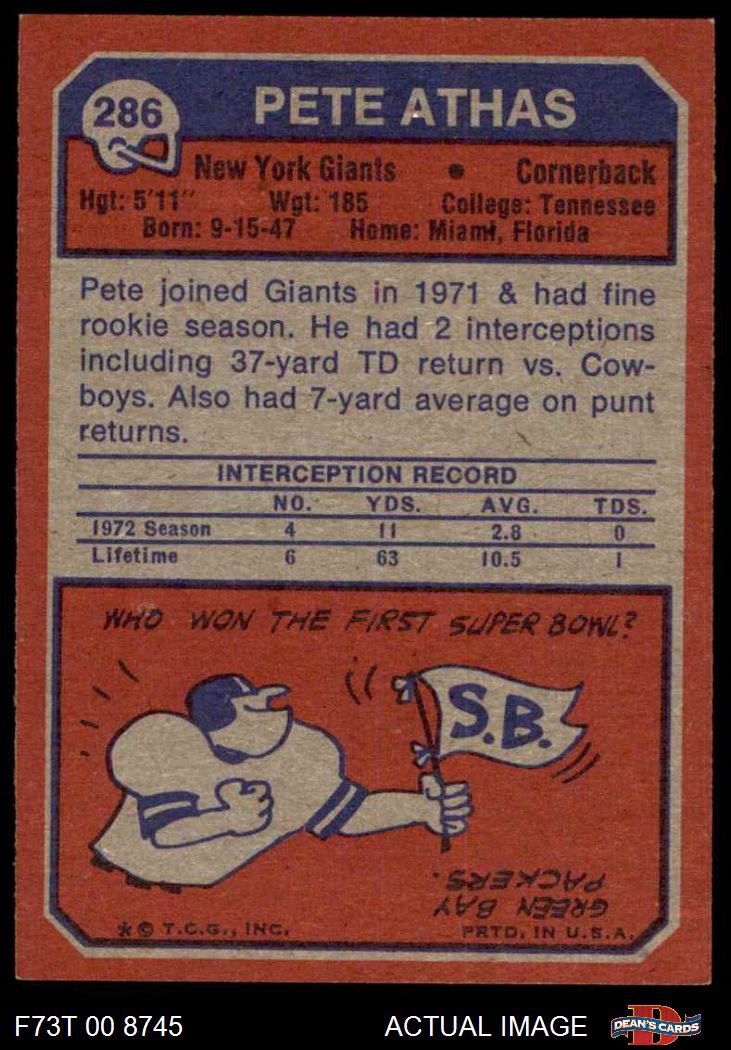 286
PETE ATHAS
New York Giants • Cornerback
Hgt: 5'11" Wgt: 185 College: Tennessee
Born: 9-15-47 Home: Miami, Florida
Pete joined Giants in 1971 & had fine
rookie season. He had 2 interceptions
including 37-yard TD return vs. Cow-
boys. Also had 7-yard average on punt
returns.
INTERCEPTION RECORD
NO. YDS. AVG. TDS.
1972 Season 4 11 2.8 0
Lifetime 6 63 10.5 1
WHO WON THE FIRST SUPER BOWL?
S.B.
GREEN BAY
PACKERS.
* © T.C.G., INC. PRTD. IN U.S.A.
F73T 00 8745 ACTUAL IMAGE
D
DEAN'S CARDS